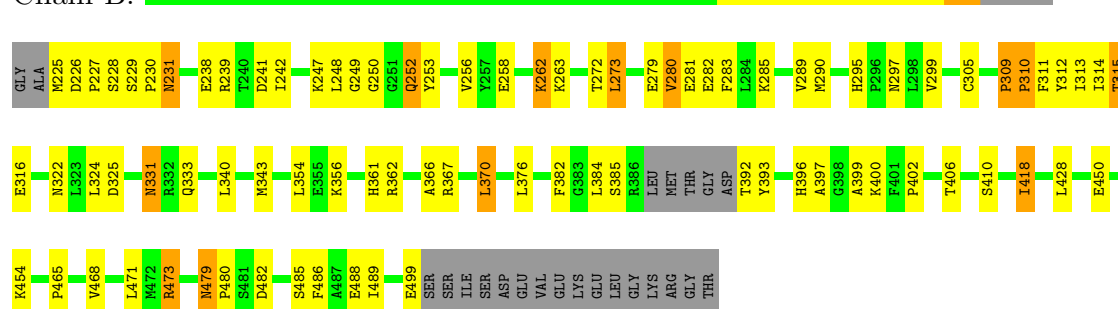 Chain B:
GLY ALA M225 D226 P227 S228 S229 P230 N231 E238 R239 T240 D241 I242 K247 L248 G249 G250 G251 Q252 Y253 V256 Y257 E258 K262 K263 T272 L273 E279 V280 E281 E282 F283 L284 K285 V289 M290 H295 P296 N297 L298 V299 C305 P309 P310 F311 Y312 I313 I314 T315
E316 N322 L323 L324 D325 N331 R332 Q333 L340 M343 L354 E355 K356 H361 R362 A366 R367 L370 L376 F382 G383 L384 S385 R386 LEU MET THR GLY ASP T392 Y393 H396 A397 G398 A399 K400 F401 P402 T406 S410 I418 L428 E450
K454 P465 V468 L471 M472 R473 N479 P480 S481 D482 S485 F486 A487 E488 I489 E499 SER SER ILE SER ASP GLU VAL GLU LYS GLU LEU GLY LYS ARG GLY THR